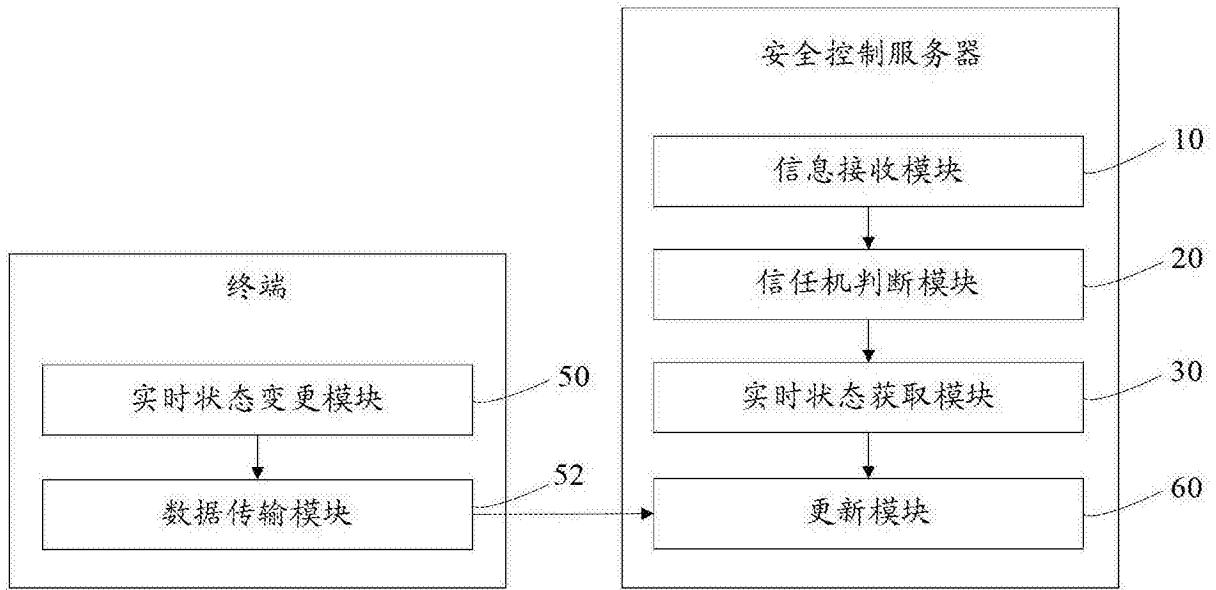 安全控制服务器
信息接收模块
10
信任机判断模块
20
终端
实时状态变更模块
50
实时状态获取模块
30
数据传输模块
52
更新模块
60